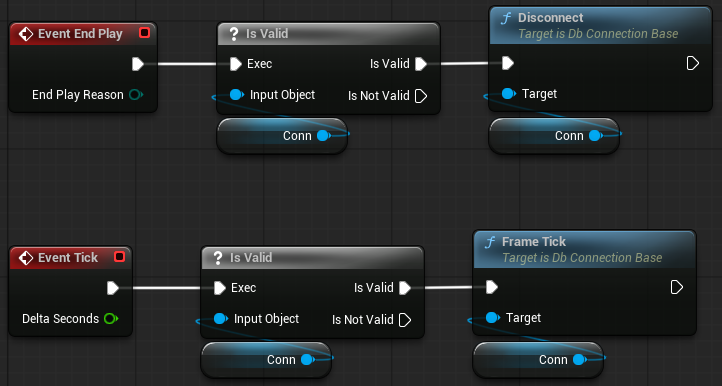 Event End Play
End Play Reason
? Is Valid
Exec
Is Valid
Input Object
Is Not Valid
Conn
f Disconnect
Target is Db Connection Base
Target
Conn
Event Tick
Delta Seconds
? Is Valid
Exec
Is Valid
Input Object
Is Not Valid
Conn
f Frame Tick
Target is Db Connection Base
Target
Conn